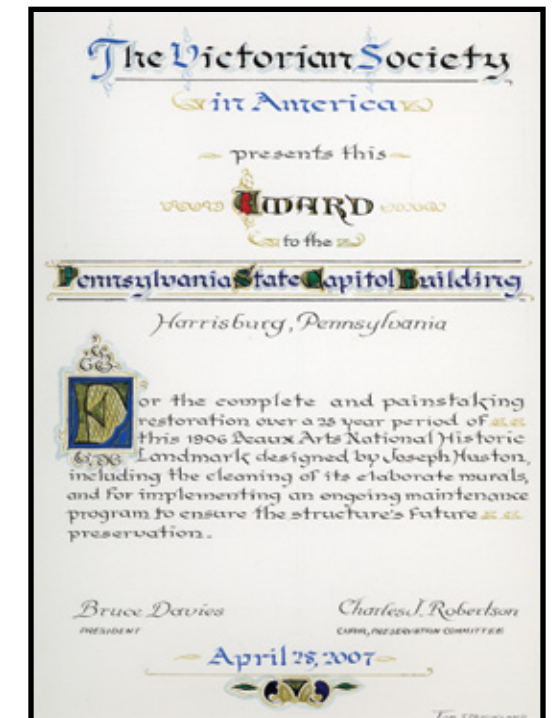 The Victorian Society
in America
presents this
AWARD
to the
Pennsylvania State Capitol Building
Harrisburg, Pennsylvania
For the complete and painstaking
restoration over a 25 year period of
this 1906 Beaux Arts National Historic
Landmark designed by Joseph Huston,
including the cleaning of its elaborate murals,
and for implementing an ongoing maintenance
program to ensure the structure's future
preservation.
Bruce Davies
PRESIDENT
Charles J. Robertson
CHAIR, PRESERVATION COMMITTEE
April 28, 2007